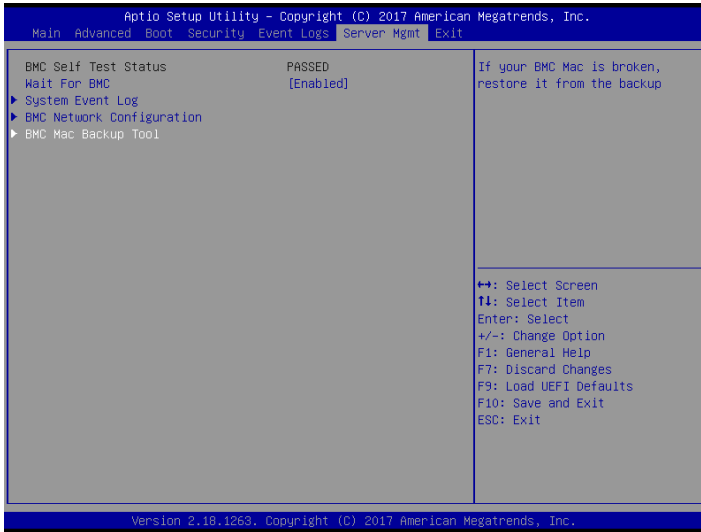 Aptio Setup Utility – Copyright (C) 2017 American Megatrends, Inc.
Main Advanced Boot Security Event Logs Server Mgmt Exit
BMC Self Test Status PASSED
Wait For BMC [Enabled]
System Event Log
BMC Network Configuration
BMC Mac Backup Tool
If your BMC Mac is broken,
restore it from the backup
↔: Select Screen
↑↓: Select Item
Enter: Select
+/-: Change Option
F1: General Help
F7: Discard Changes
F9: Load UEFI Defaults
F10: Save and Exit
ESC: Exit
Version 2.18.1263. Copyright (C) 2017 American Megatrends, Inc.